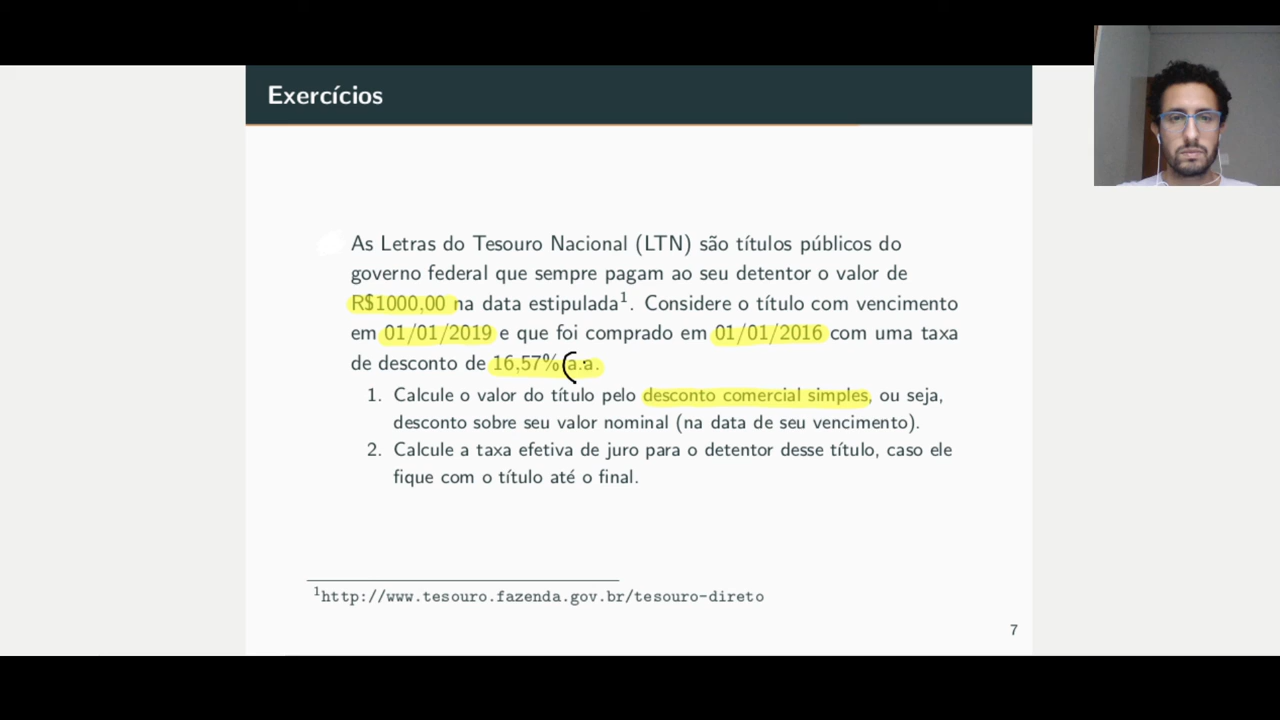 Exercícios
As Letras do Tesouro Nacional (LTN) são títulos públicos do
governo federal que sempre pagam ao seu detentor o valor de
R$1000,00 na data estipulada¹. Considere o título com vencimento
em 01/01/2019 e que foi comprado em 01/01/2016 com uma taxa
de desconto de 16,57% a.a.
1. Calcule o valor do título pelo desconto comercial simples, ou seja,
desconto sobre seu valor nominal (na data de seu vencimento).
2. Calcule a taxa efetiva de juro para o detentor desse título, caso ele
fique com o título até o final.
¹http://www.tesouro.fazenda.gov.br/tesouro-direto
7